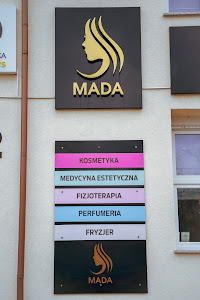 MADA
KOSMETYKA
MEDYCYNA ESTETYCZNA
FIZJOTERAPIA
PERFUMERIA
FRYZJER
MADA